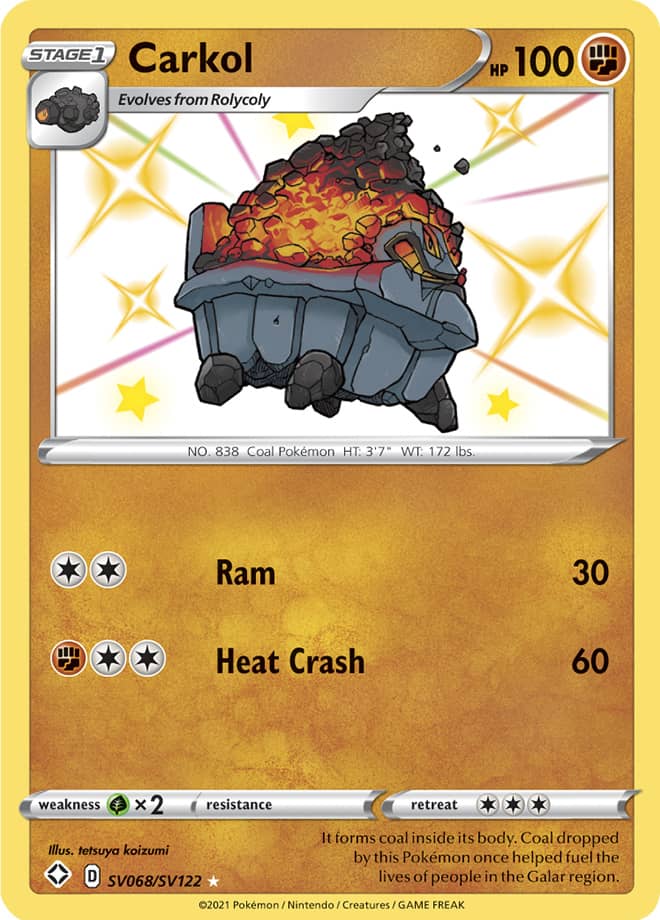 STAGE 1
Carkol
HP 100
Evolves from Rolycoly
NO. 838 Coal Pokémon HT: 3'7" WT: 172 lbs.
Ram 30
Heat Crash 60
weakness ×2 resistance retreat
Illus. tetsuya koizumi
It forms coal inside its body. Coal dropped
by this Pokémon once helped fuel the
lives of people in the Galar region.
D SV068/SV122
©2021 Pokémon / Nintendo / Creatures / GAME FREAK